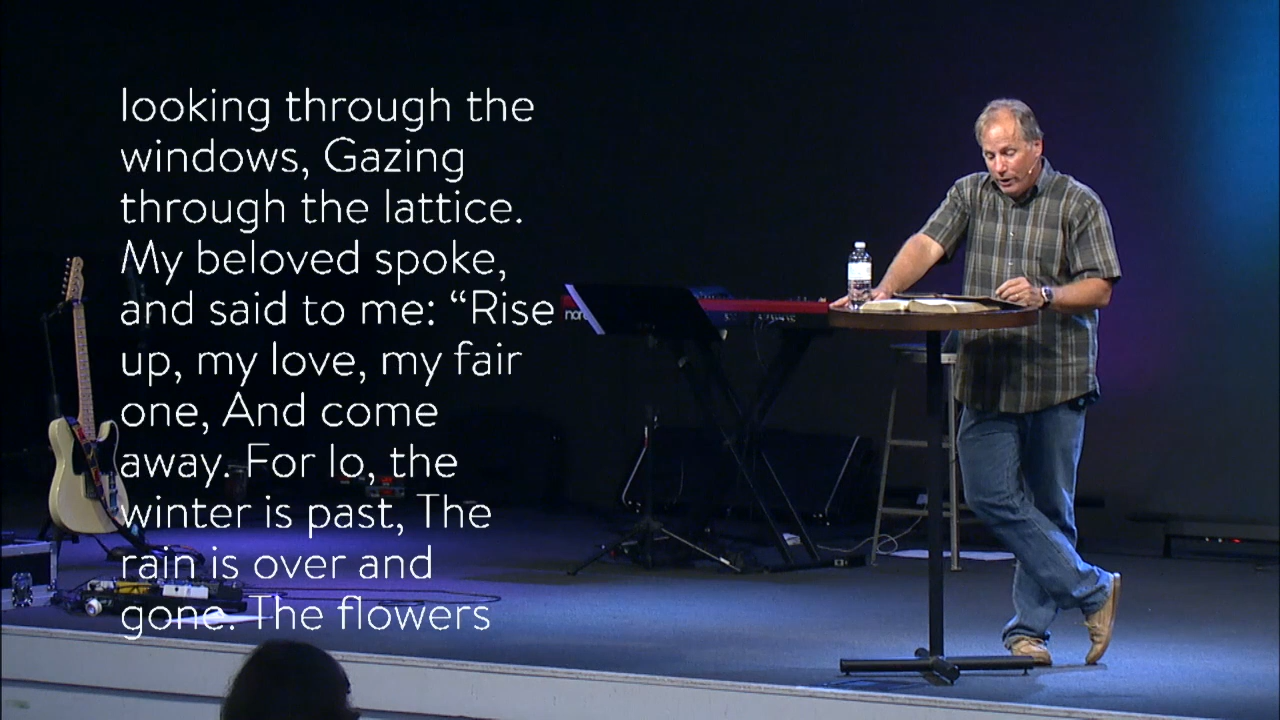 looking through the
windows, Gazing
through the lattice.
My beloved spoke,
and said to me: “Rise
up, my love, my fair
one, And come
away. For lo, the
winter is past, The
rain is over and
gone. The flowers
nor